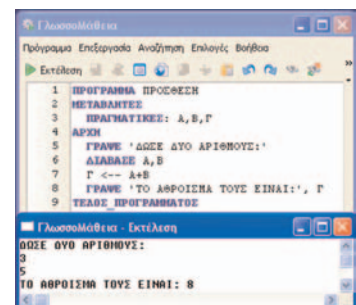 ΓλωσσοΜάθεια
Πρόγραμμα Επεξεργασία Αναζήτηση Επιλογές Βοήθεια
Εκτέλεση
1 ΠΡΟΓΡΑΜΜΑ ΠΡΟΣΘΕΣΗ
2 ΜΕΤΑΒΛΗΤΕΣ
3 ΠΡΑΓΜΑΤΙΚΕΣ: Α,Β,Γ
4 ΑΡΧΗ
5 ΓΡΑΨΕ 'ΔΩΣΕ ΔΥΟ ΑΡΙΘΜΟΥΣ:'
6 ΔΙΑΒΑΣΕ Α,Β
7 Γ <-- Α+Β
8 ΓΡΑΨΕ 'ΤΟ ΑΘΡΟΙΣΜΑ ΤΟΥΣ ΕΙΝΑΙ:', Γ
9 ΤΕΛΟΣ_ΠΡΟΓΡΑΜΜΑΤΟΣ
ΓλωσσοΜάθεια - Εκτέλεση
ΔΩΣΕ ΔΥΟ ΑΡΙΘΜΟΥΣ:
3
5
ΤΟ ΑΘΡΟΙΣΜΑ ΤΟΥΣ ΕΙΝΑΙ: 8